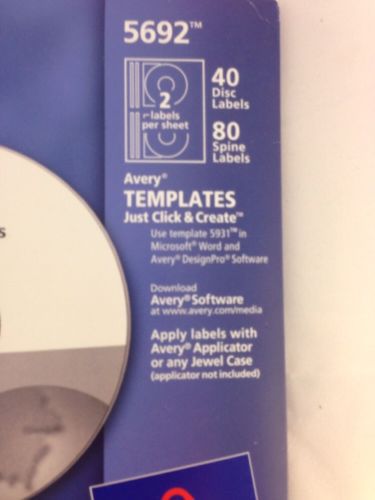 5692™
2
labels
per sheet
40
Disc
Labels
80
Spine
Labels
Avery®
TEMPLATES
Just Click & Create™
Use template 5931™ in
Microsoft® Word and
Avery® DesignPro® Software
Download
Avery® Software
at www.avery.com/media
Apply labels with
Avery® Applicator
or any Jewel Case
(applicator not included)
s